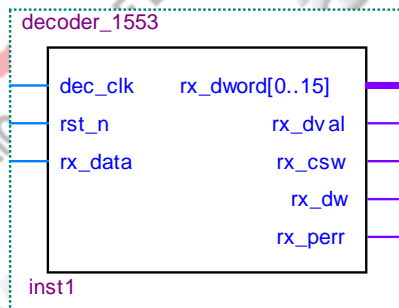 decoder_1553
dec_clk rx_dword[0..15]
rst_n rx_dval
rx_data rx_csw
rx_dw
rx_perr
inst1